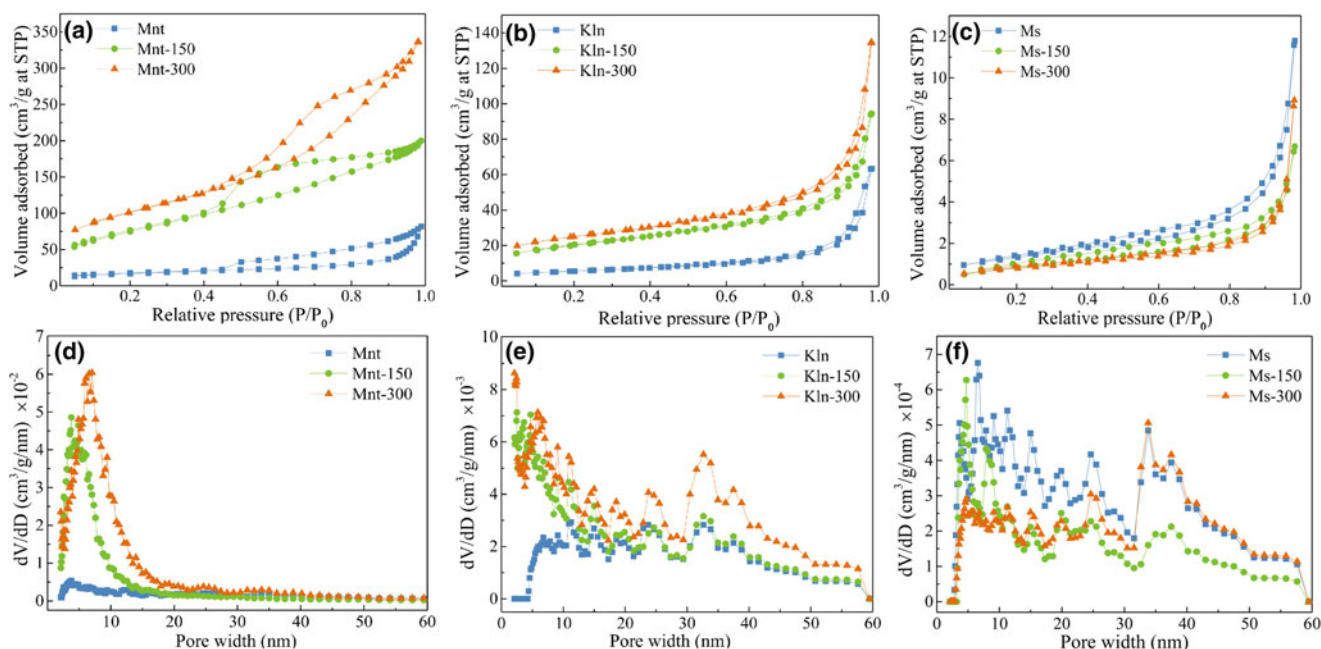 (a)
Mnt
Mnt-150
Mnt-300
Volume adsorbed (cm³/g at STP)
350
300
250
200
150
100
50
0
0.2 0.4 0.6 0.8 1.0
Relative pressure (P/P₀)
(b)
Kln
Kln-150
Kln-300
Volume adsorbed (cm³/g at STP)
140
120
100
80
60
40
20
0
0.0 0.2 0.4 0.6 0.8 1.0
Relative pressure (P/P₀)
(c)
Ms
Ms-150
Ms-300
Volume adsorbed (cm³/g at STP)
12
10
8
6
4
2
0
0.0 0.2 0.4 0.6 0.8 1.0
Relative pressure (P/P₀)
(d)
Mnt
Mnt-150
Mnt-300
dV/dD (cm³/g/nm) ×10⁻²
7
6
5
4
3
2
1
0
10 20 30 40 50 60
Pore width (nm)
(e)
Kln
Kln-150
Kln-300
dV/dD (cm³/g/nm) ×10⁻³
10
8
6
4
2
0
0 10 20 30 40 50 60
Pore width (nm)
(f)
Ms
Ms-150
Ms-300
dV/dD (cm³/g/nm) ×10⁻⁴
7
6
5
4
3
2
1
0
0 10 20 30 40 50 60
Pore width (nm)